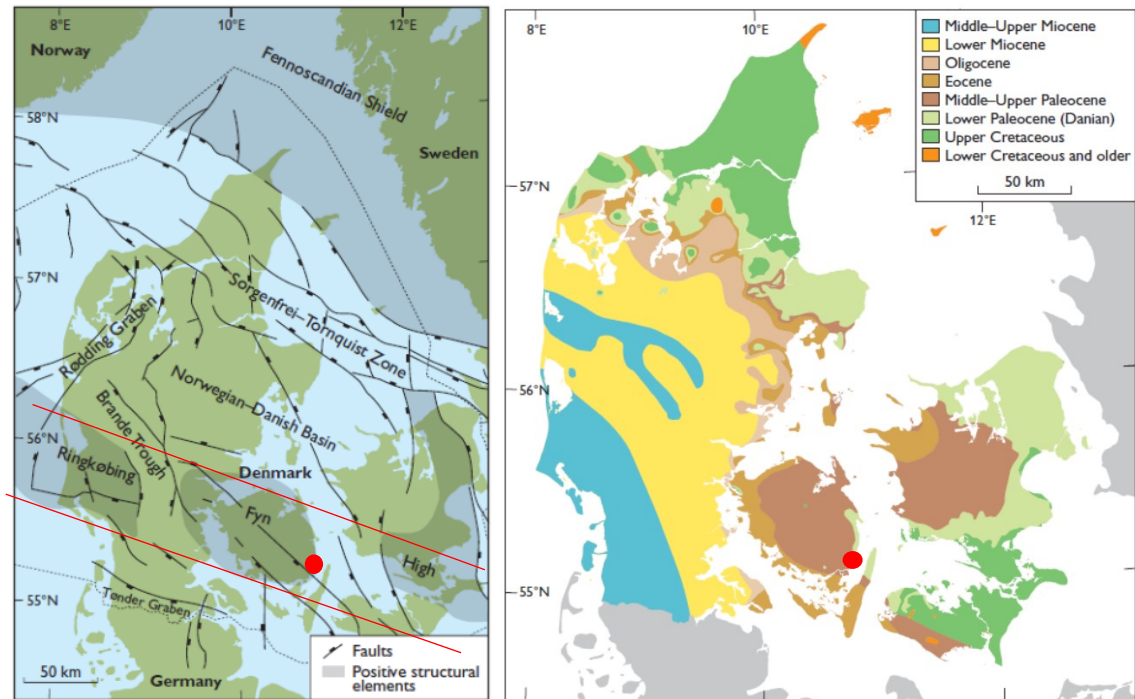 8°E
10°E
12°E
Norway
Fennoscandian Shield
58°N
Sweden
57°N
Sorgenfrei–Tornquist Zone
Rødding Graben
Norwegian–Danish Basin
56°N
Brande Trough
Ringkøbing
Denmark
Fyn
High
55°N
Tønder Graben
50 km
Germany
Faults
Positive structural
elements
8°E
10°E
Middle–Upper Miocene
Lower Miocene
Oligocene
Eocene
Middle–Upper Paleocene
Lower Paleocene (Danian)
Upper Cretaceous
Lower Cretaceous and older
50 km
57°N
12°E
56°N
55°N